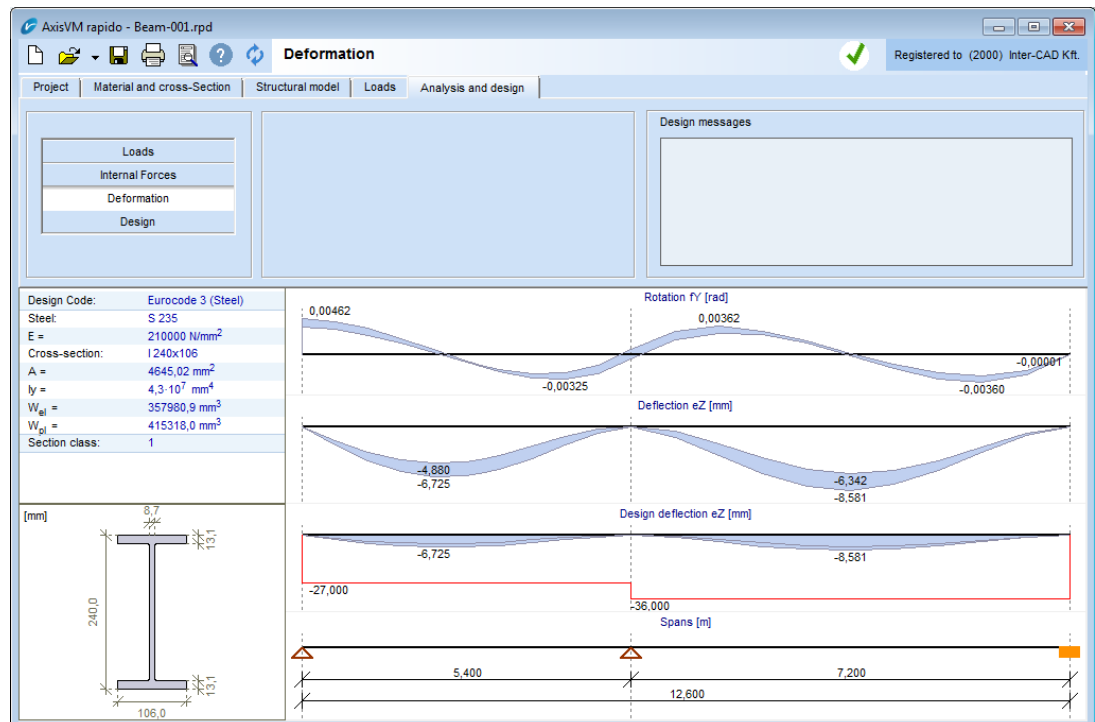 AxisVM rapido - Beam-001.rpd
Deformation
Registered to (2000) Inter-CAD Kft.
Project Material and cross-Section Structural model Loads Analysis and design
Loads
Internal Forces
Deformation
Design
Design messages
Design Code: Eurocode 3 (Steel)
Steel: S 235
E = 210000 N/mm²
Cross-section: I 240x106
A = 4645,02 mm²
Iy = 4,3·10⁷ mm⁴
W_el = 357980,9 mm³
W_pl = 415318,0 mm³
Section class: 1
[mm]
8,7
13,1
240,0
13,1
106,0
Rotation fY [rad]
0,00462
0,00362
-0,00001
-0,00325
-0,00360
Deflection eZ [mm]
-4,880
-6,725
-6,342
-8,581
Design deflection eZ [mm]
-6,725
-8,581
-27,000
-36,000
Spans [m]
5,400
7,200
12,600